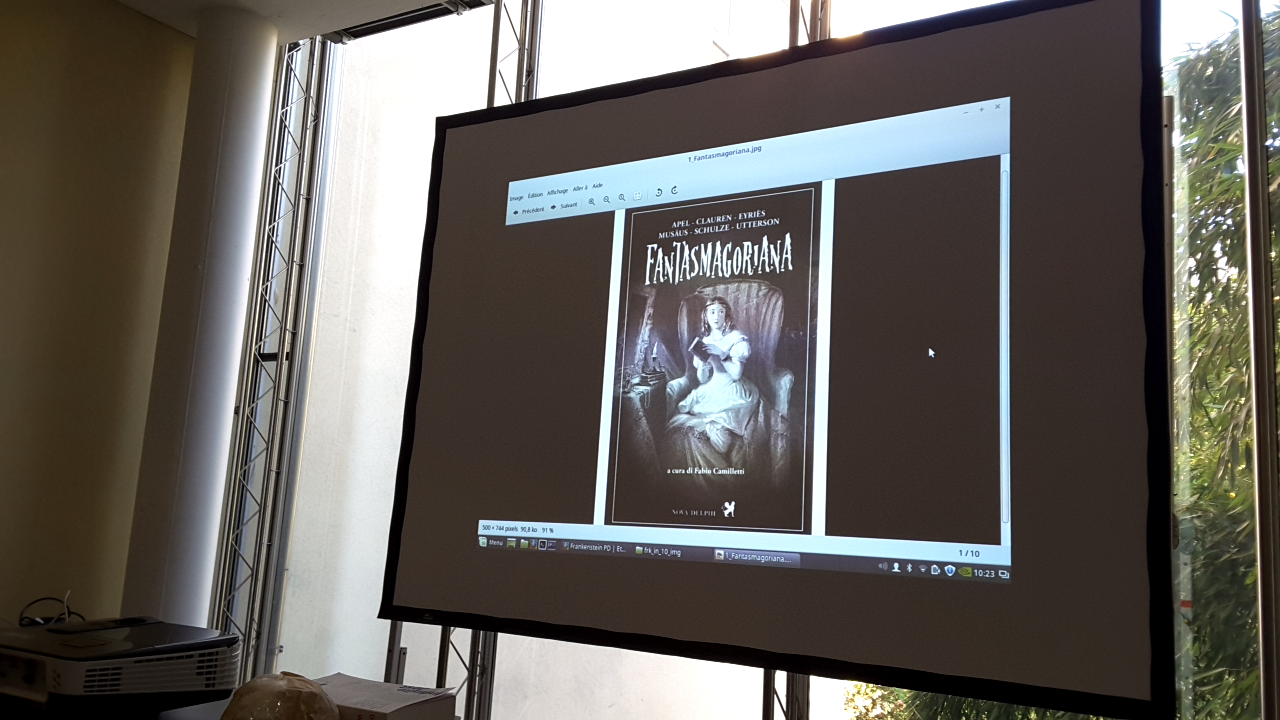 1_Fantasmagoriana.jpg
Image Édition Affichage Aller à Aide
Précédent Suivant
APEL - CLAUREN - EYRIÈS
MUSÄUS - SCHULZE - UTTERSON
FANTASMAGORIANA
a cura di Fabio Camilletti
NOVA DELPHI
500 × 744 pixels 90,8 ko 91 %
1 / 10
Menu Frankenstein PD | Et... frk_in_10_img 1_Fantasmagoriana.... 10:23